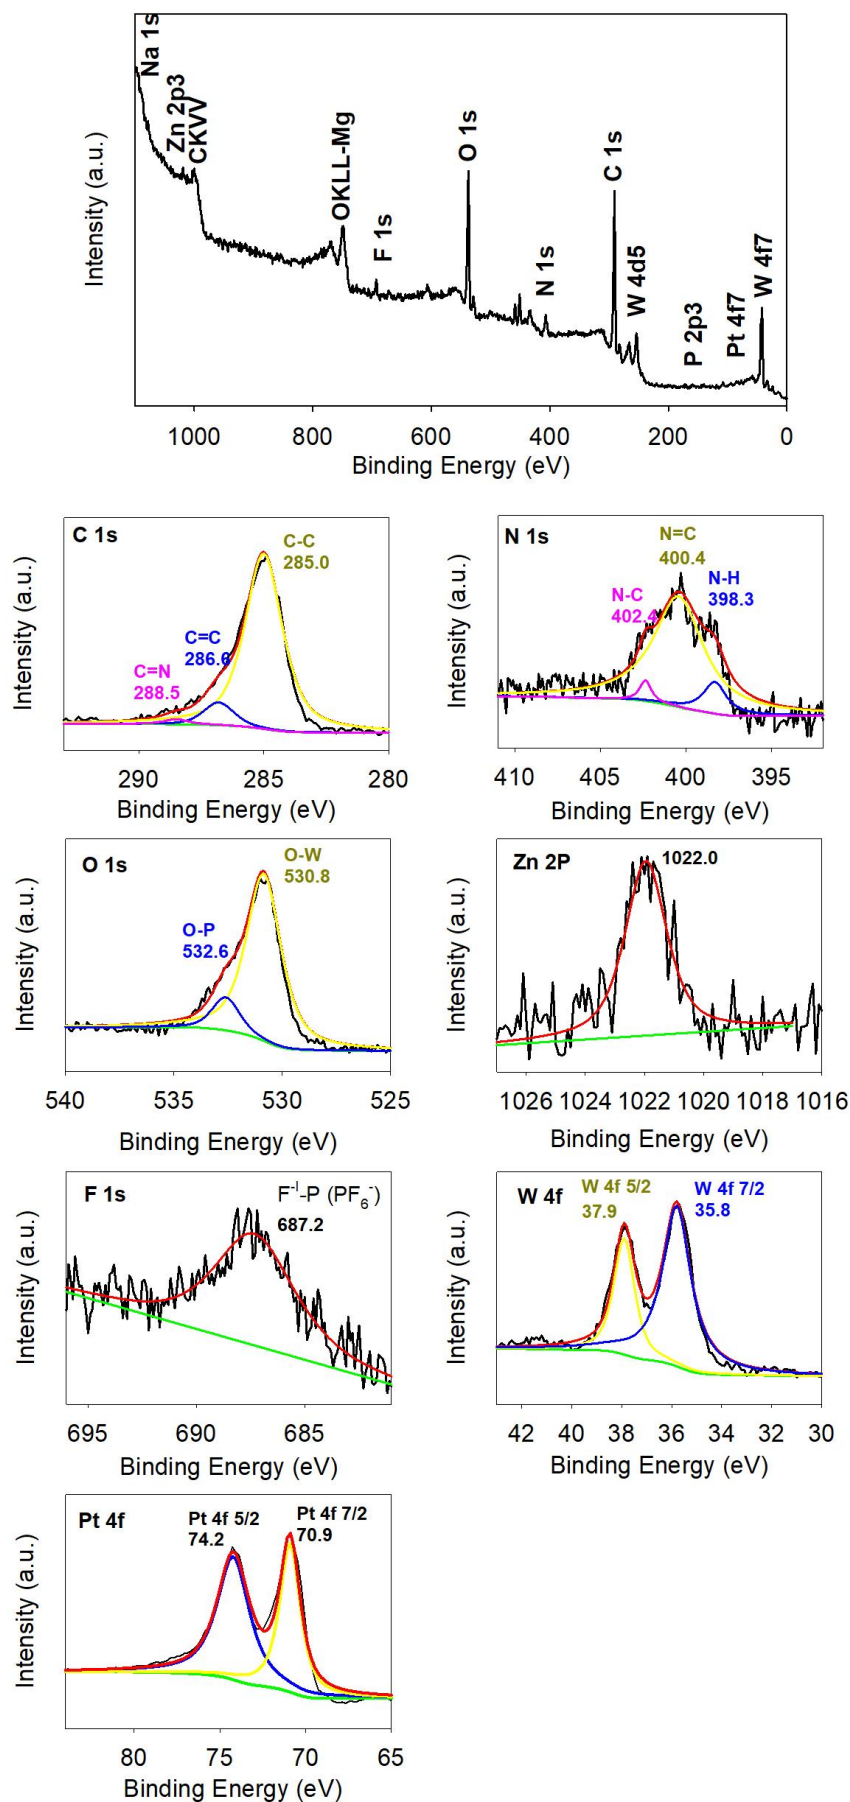 Na 1s
Zn 2p3
CKVV
OKLL-Mg
F 1s
O 1s
N 1s
C 1s
W 4d5
P 2p3
Pt 4f7
W 4f7
Intensity (a.u.)
1000 800 600 400 200 0
Binding Energy (eV)
C 1s
C-C
285.0
C=C
286.6
C=N
288.5
Intensity (a.u.)
290 285 280
Binding Energy (eV)
N 1s
N=C
400.4
N-H
398.3
N-C
402.4
Intensity (a.u.)
410 405 400 395
Binding Energy (eV)
O 1s
O-W
530.8
O-P
532.6
Intensity (a.u.)
540 535 530 525
Binding Energy (eV)
Zn 2P
1022.0
Intensity (a.u.)
1026 1024 1022 1020 1018 1016
Binding Energy (eV)
F 1s
F⁻ᴵ-P (PF₆⁻)
687.2
Intensity (a.u.)
695 690 685
Binding Energy (eV)
W 4f
W 4f 5/2
37.9
W 4f 7/2
35.8
Intensity (a.u.)
42 40 38 36 34 32 30
Binding Energy (eV)
Pt 4f
Pt 4f 5/2
74.2
Pt 4f 7/2
70.9
Intensity (a.u.)
80 75 70 65
Binding Energy (eV)